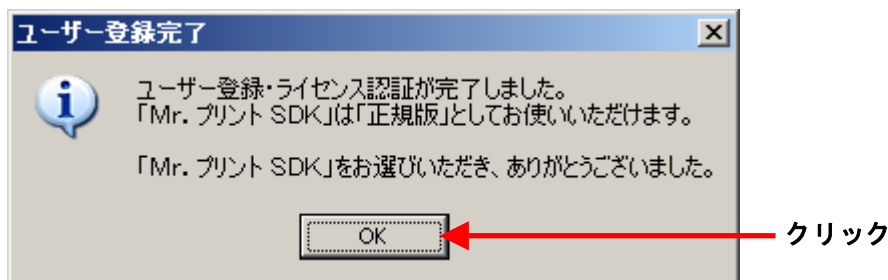 ユーザー登録完了
ユーザー登録・ライセンス認証が完了しました。
「Mr. プリント SDK」は「正規版」としてお使いいただけます。
「Mr. プリント SDK」をお選びいただき、ありがとうございました。
OK
クリック